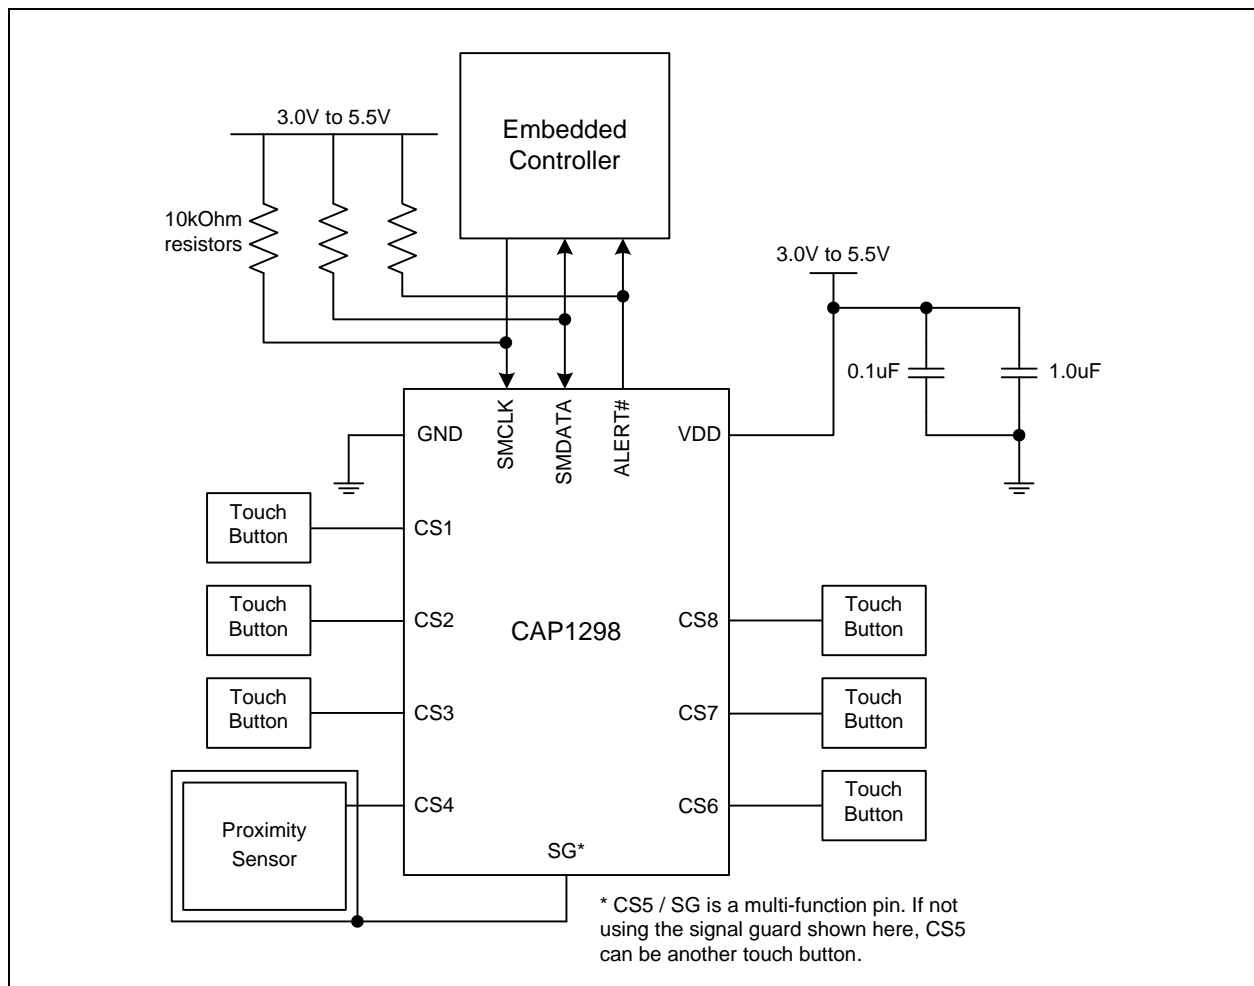 3.0V to 5.5V
Embedded
Controller
10kOhm
resistors
3.0V to 5.5V
0.1uF
1.0uF
GND
SMCLK
SMDATA
ALERT#
VDD
Touch
Button
CS1
Touch
Button
CS2
CAP1298
CS8
Touch
Button
Touch
Button
CS3
CS7
Touch
Button
Proximity
Sensor
CS4
CS6
Touch
Button
SG*
* CS5 / SG is a multi-function pin. If not
using the signal guard shown here, CS5
can be another touch button.